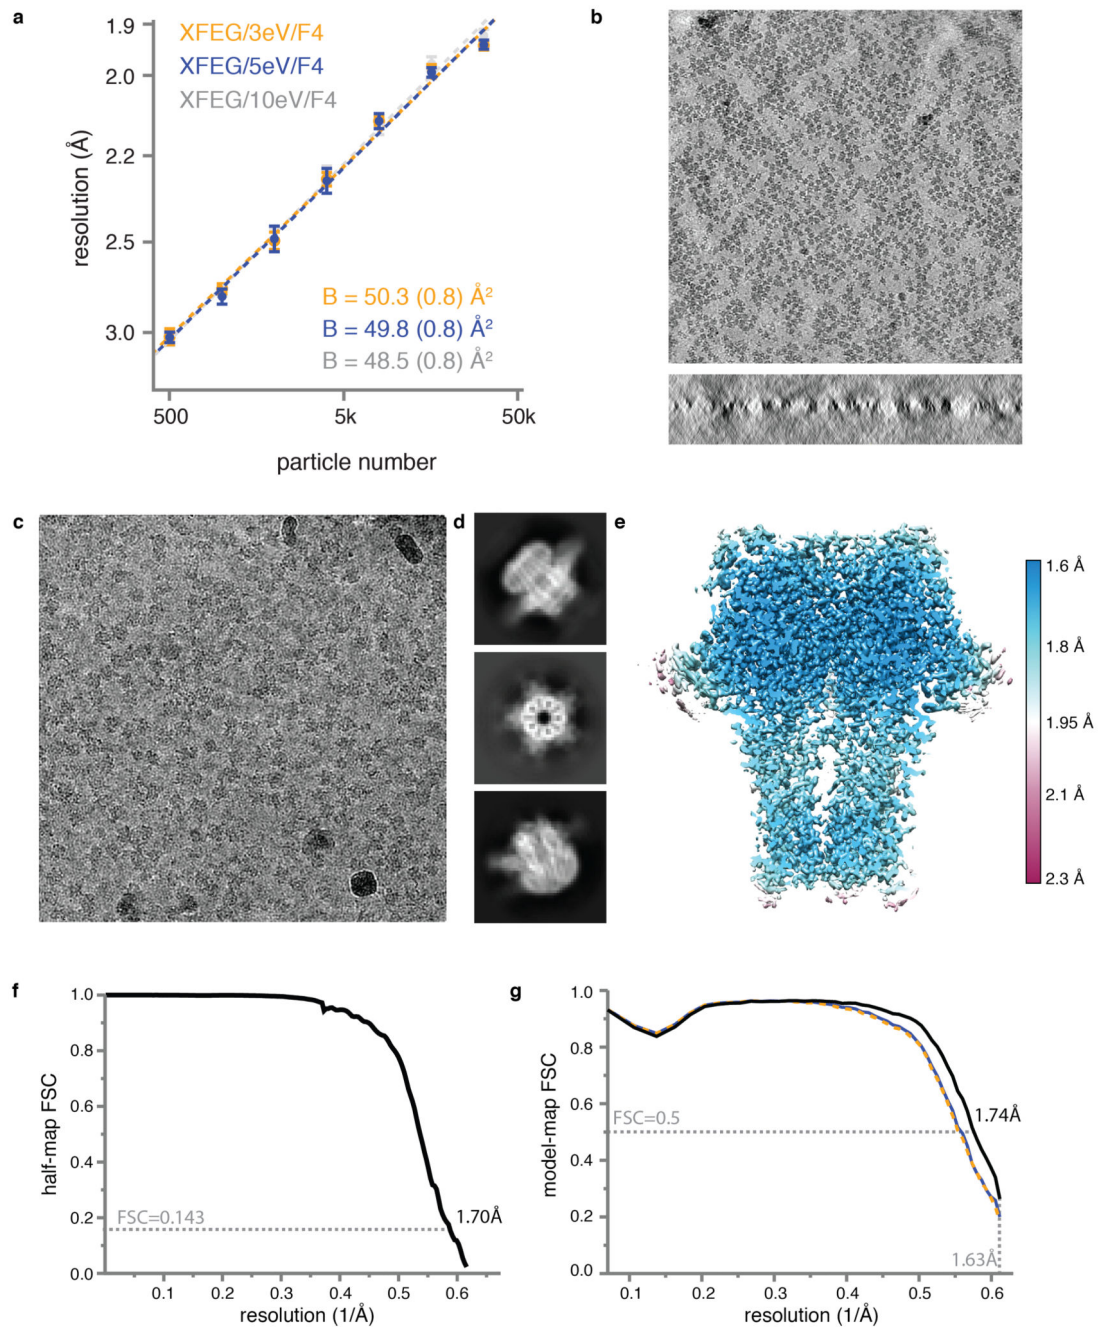 a
XFEG/3eV/F4
XFEG/5eV/F4
XFEG/10eV/F4
1.9
2.0
2.2
2.5
3.0
resolution (Å)
B = 50.3 (0.8) Å²
B = 49.8 (0.8) Å²
B = 48.5 (0.8) Å²
500
5k
50k
particle number
b
c
d
e
1.6 Å
1.8 Å
1.95 Å
2.1 Å
2.3 Å
f
1.0
0.8
0.6
0.4
0.2
0.0
half-map FSC
FSC=0.143
1.70Å
0.1
0.2
0.3
0.4
0.5
0.6
resolution (1/Å)
g
1.0
0.8
0.6
0.4
0.2
0.0
model-map FSC
FSC=0.5
1.74Å
1.63Å
0.1
0.2
0.3
0.4
0.5
0.6
resolution (1/Å)